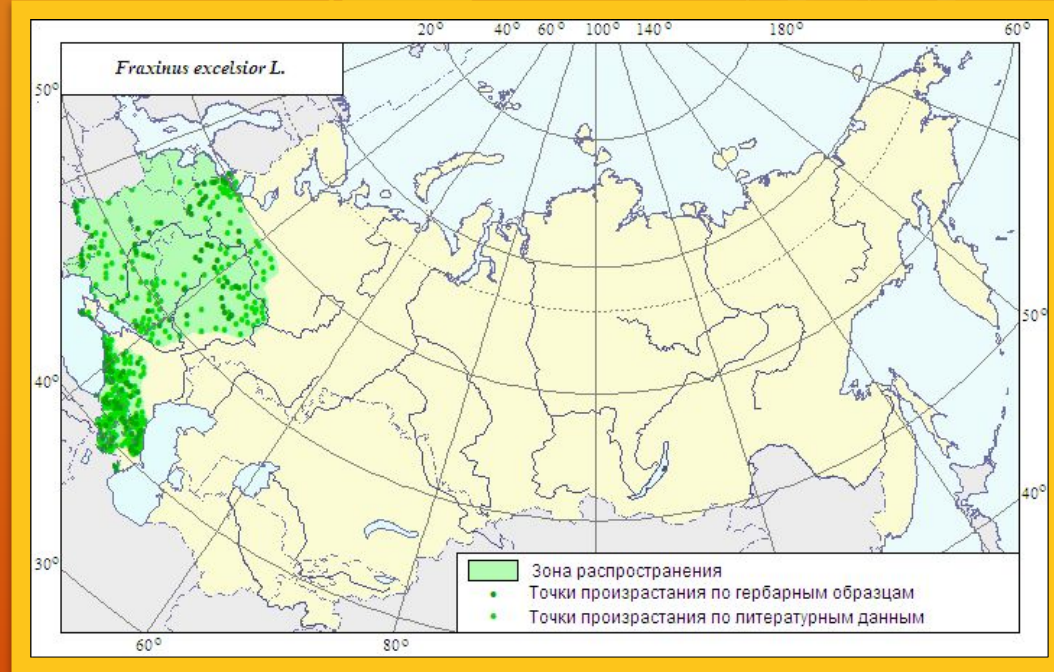 20° 40° 60° 100° 140° 180° 60°
Fraxinus excelsior L.
50°
40°
50°
40°
30°
Зона распространения
Точки произрастания по гербарным образцам
Точки произрастания по литературным данным
60° 80°